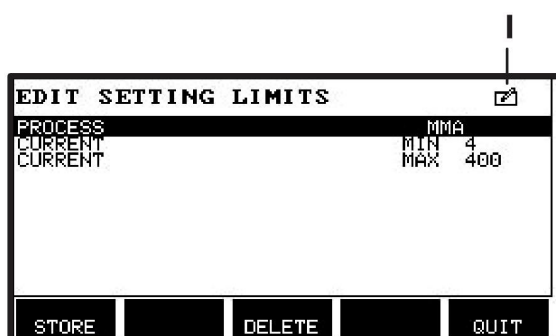 I
EDIT SETTING LIMITS
PROCESS MMA
CURRENT MIN 4
CURRENT MAX 400
STORE DELETE QUIT